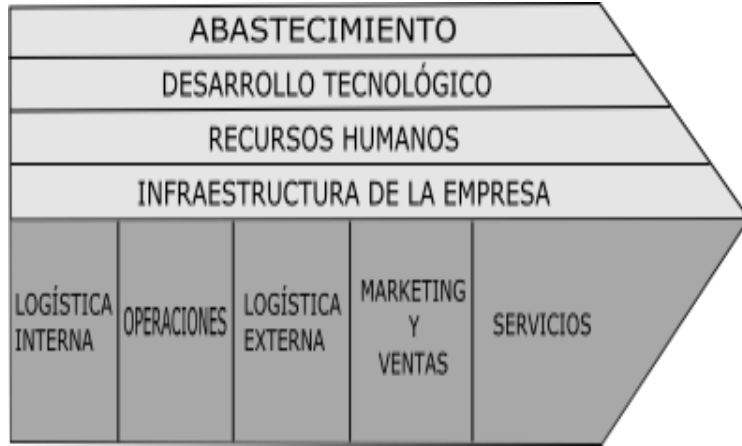 ABASTECIMIENTO
DESARROLLO TECNOLÓGICO
RECURSOS HUMANOS
INFRAESTRUCTURA DE LA EMPRESA
LOGÍSTICA
INTERNA
OPERACIONES
LOGÍSTICA
EXTERNA
MARKETING
Y
VENTAS
SERVICIOS